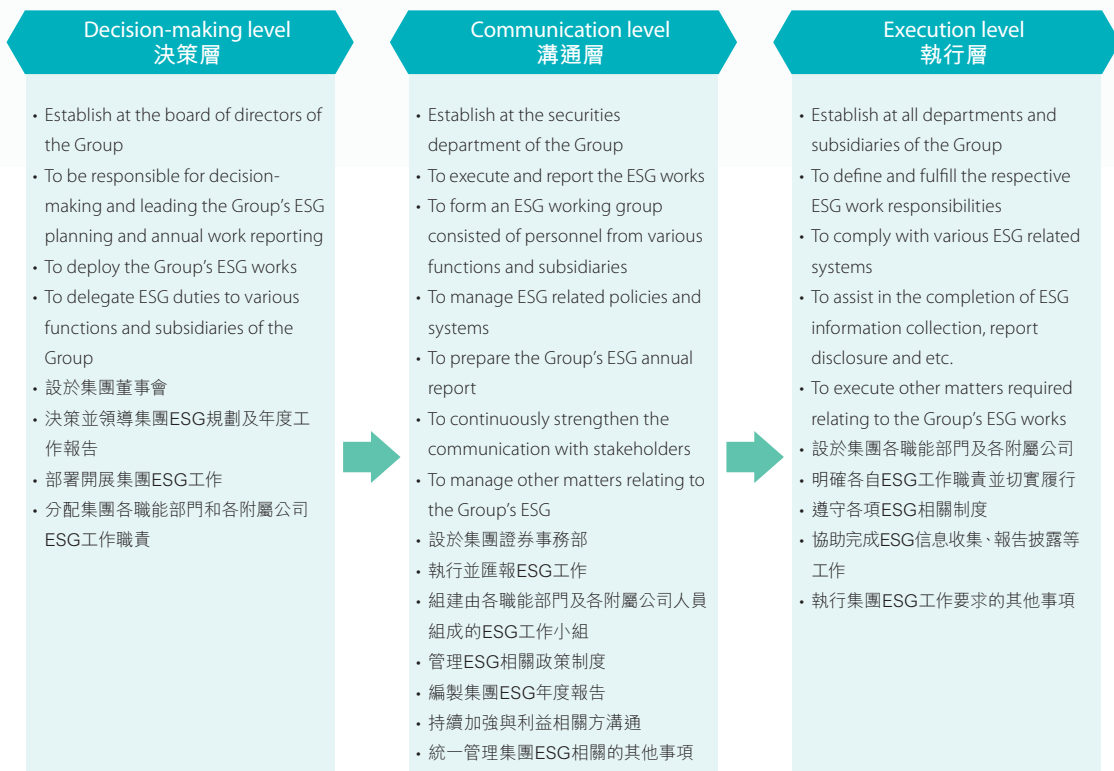 Decision-making level
決策層
• Establish at the board of directors of
the Group
• To be responsible for decision-
making and leading the Group's ESG
planning and annual work reporting
• To deploy the Group's ESG works
• To delegate ESG duties to various
functions and subsidiaries of the
Group
• 設於集團董事會
• 決策並領導集團ESG規劃及年度工
作報告
• 部署開展集團ESG工作
• 分配集團各職能部門和各附屬公司
ESG工作職責
Communication level
溝通層
• Establish at the securities
department of the Group
• To execute and report the ESG works
• To form an ESG working group
consisted of personnel from various
functions and subsidiaries
• To manage ESG related policies and
systems
• To prepare the Group's ESG annual
report
• To continuously strengthen the
communication with stakeholders
• To manage other matters relating to
the Group's ESG
• 設於集團證券事務部
• 執行並匯報ESG工作
• 組建由各職能部門及各附屬公司人員
組成的ESG工作小組
• 管理ESG相關政策制度
• 編製集團ESG年度報告
• 持續加強與利益相關方溝通
• 統一管理集團ESG相關的其他事項
Execution level
執行層
• Establish at all departments and
subsidiaries of the Group
• To define and fulfill the respective
ESG work responsibilities
• To comply with various ESG related
systems
• To assist in the completion of ESG
information collection, report
disclosure and etc.
• To execute other matters required
relating to the Group's ESG works
• 設於集團各職能部門及各附屬公司
• 明確各自ESG工作職責並切實履行
• 遵守各項ESG相關制度
• 協助完成ESG信息收集、報告披露等
工作
• 執行集團ESG工作要求的其他事項